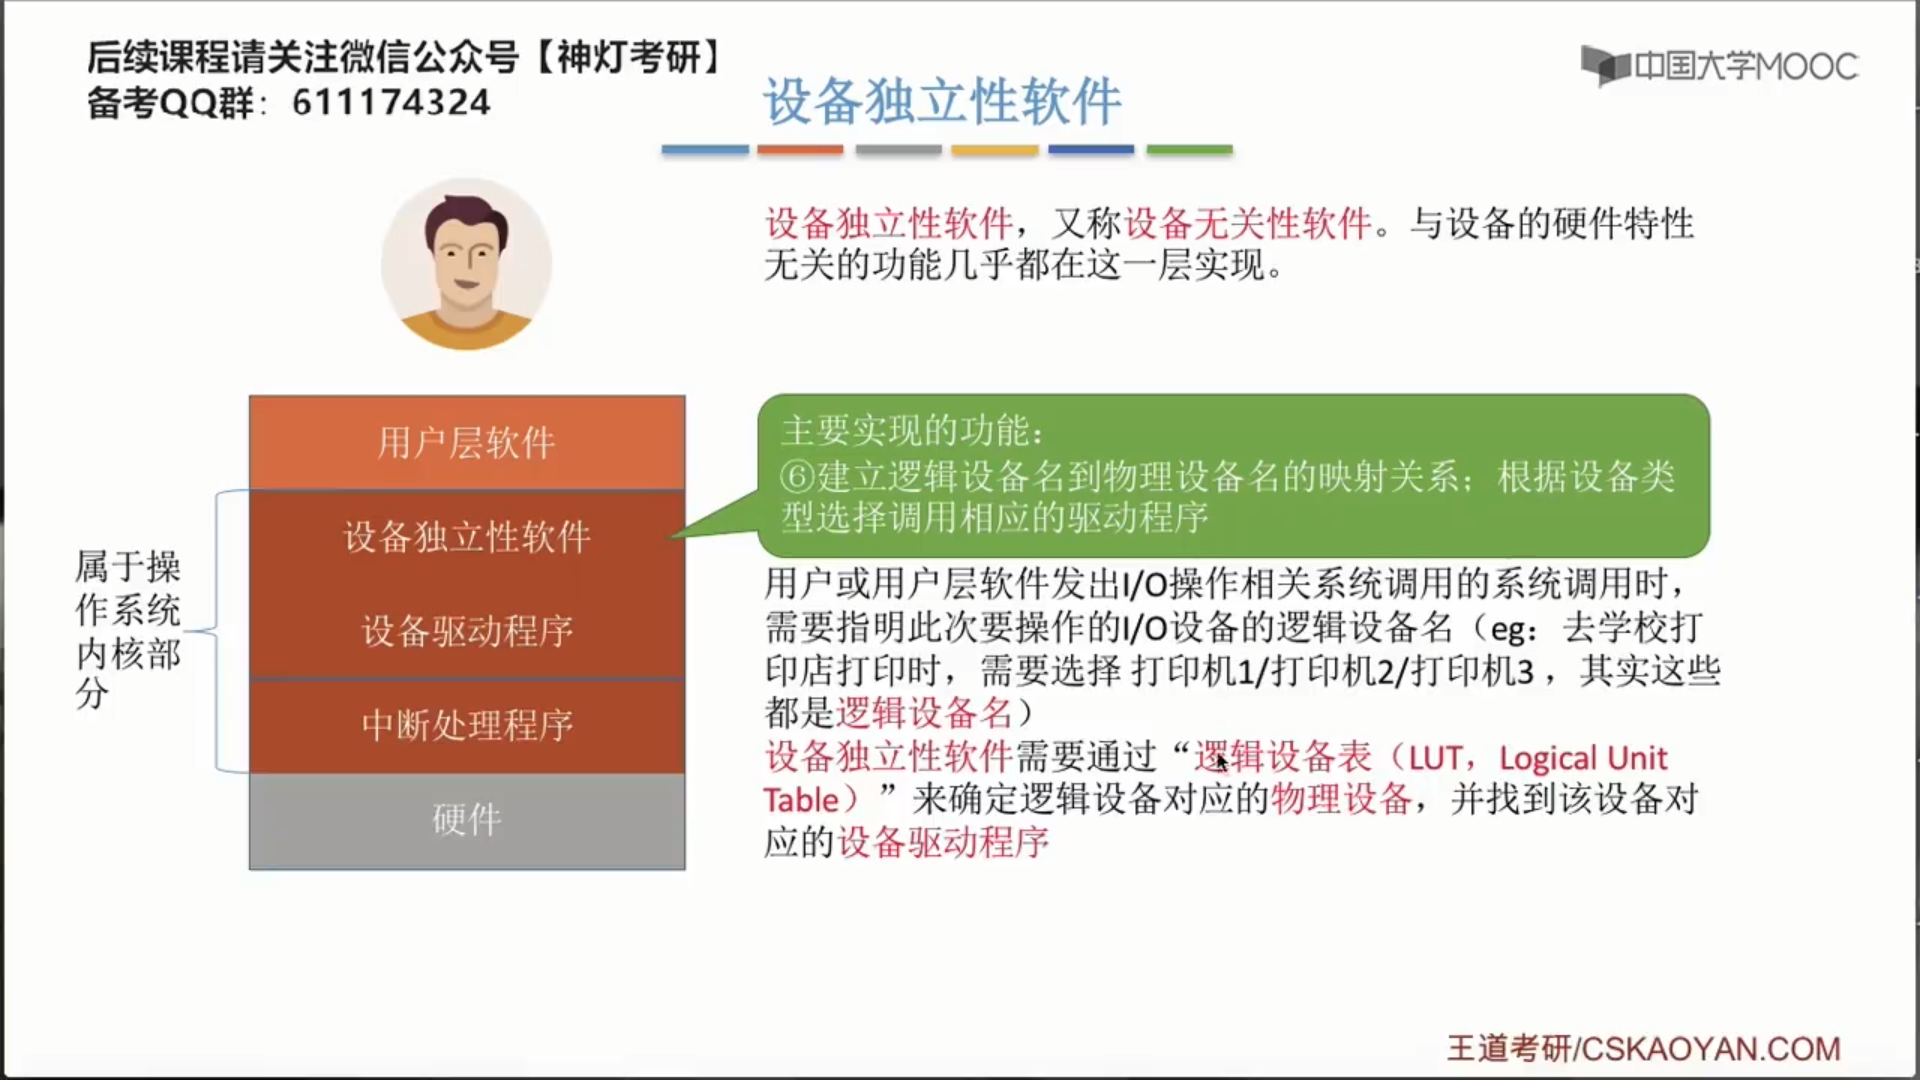 后续课程请关注微信公众号【神灯考研】
备考QQ群：611174324
中国大学MOOC
设备独立性软件
设备独立性软件，又称设备无关性软件。与设备的硬件特性
无关的功能几乎都在这一层实现。
用户层软件
设备独立性软件
设备驱动程序
中断处理程序
硬件
属于操
作系统
内核部
分
主要实现的功能：
⑥建立逻辑设备名到物理设备名的映射关系；根据设备类
型选择调用相应的驱动程序
用户或用户层软件发出I/O操作相关系统调用的系统调用时，
需要指明此次要操作的I/O设备的逻辑设备名（eg：去学校打
印店打印时，需要选择 打印机1/打印机2/打印机3，其实这些
都是逻辑设备名）
设备独立性软件需要通过“逻辑设备表（LUT，Logical Unit
Table）”来确定逻辑设备对应的物理设备，并找到该设备对
应的设备驱动程序
王道考研/CSKAOYAN.COM